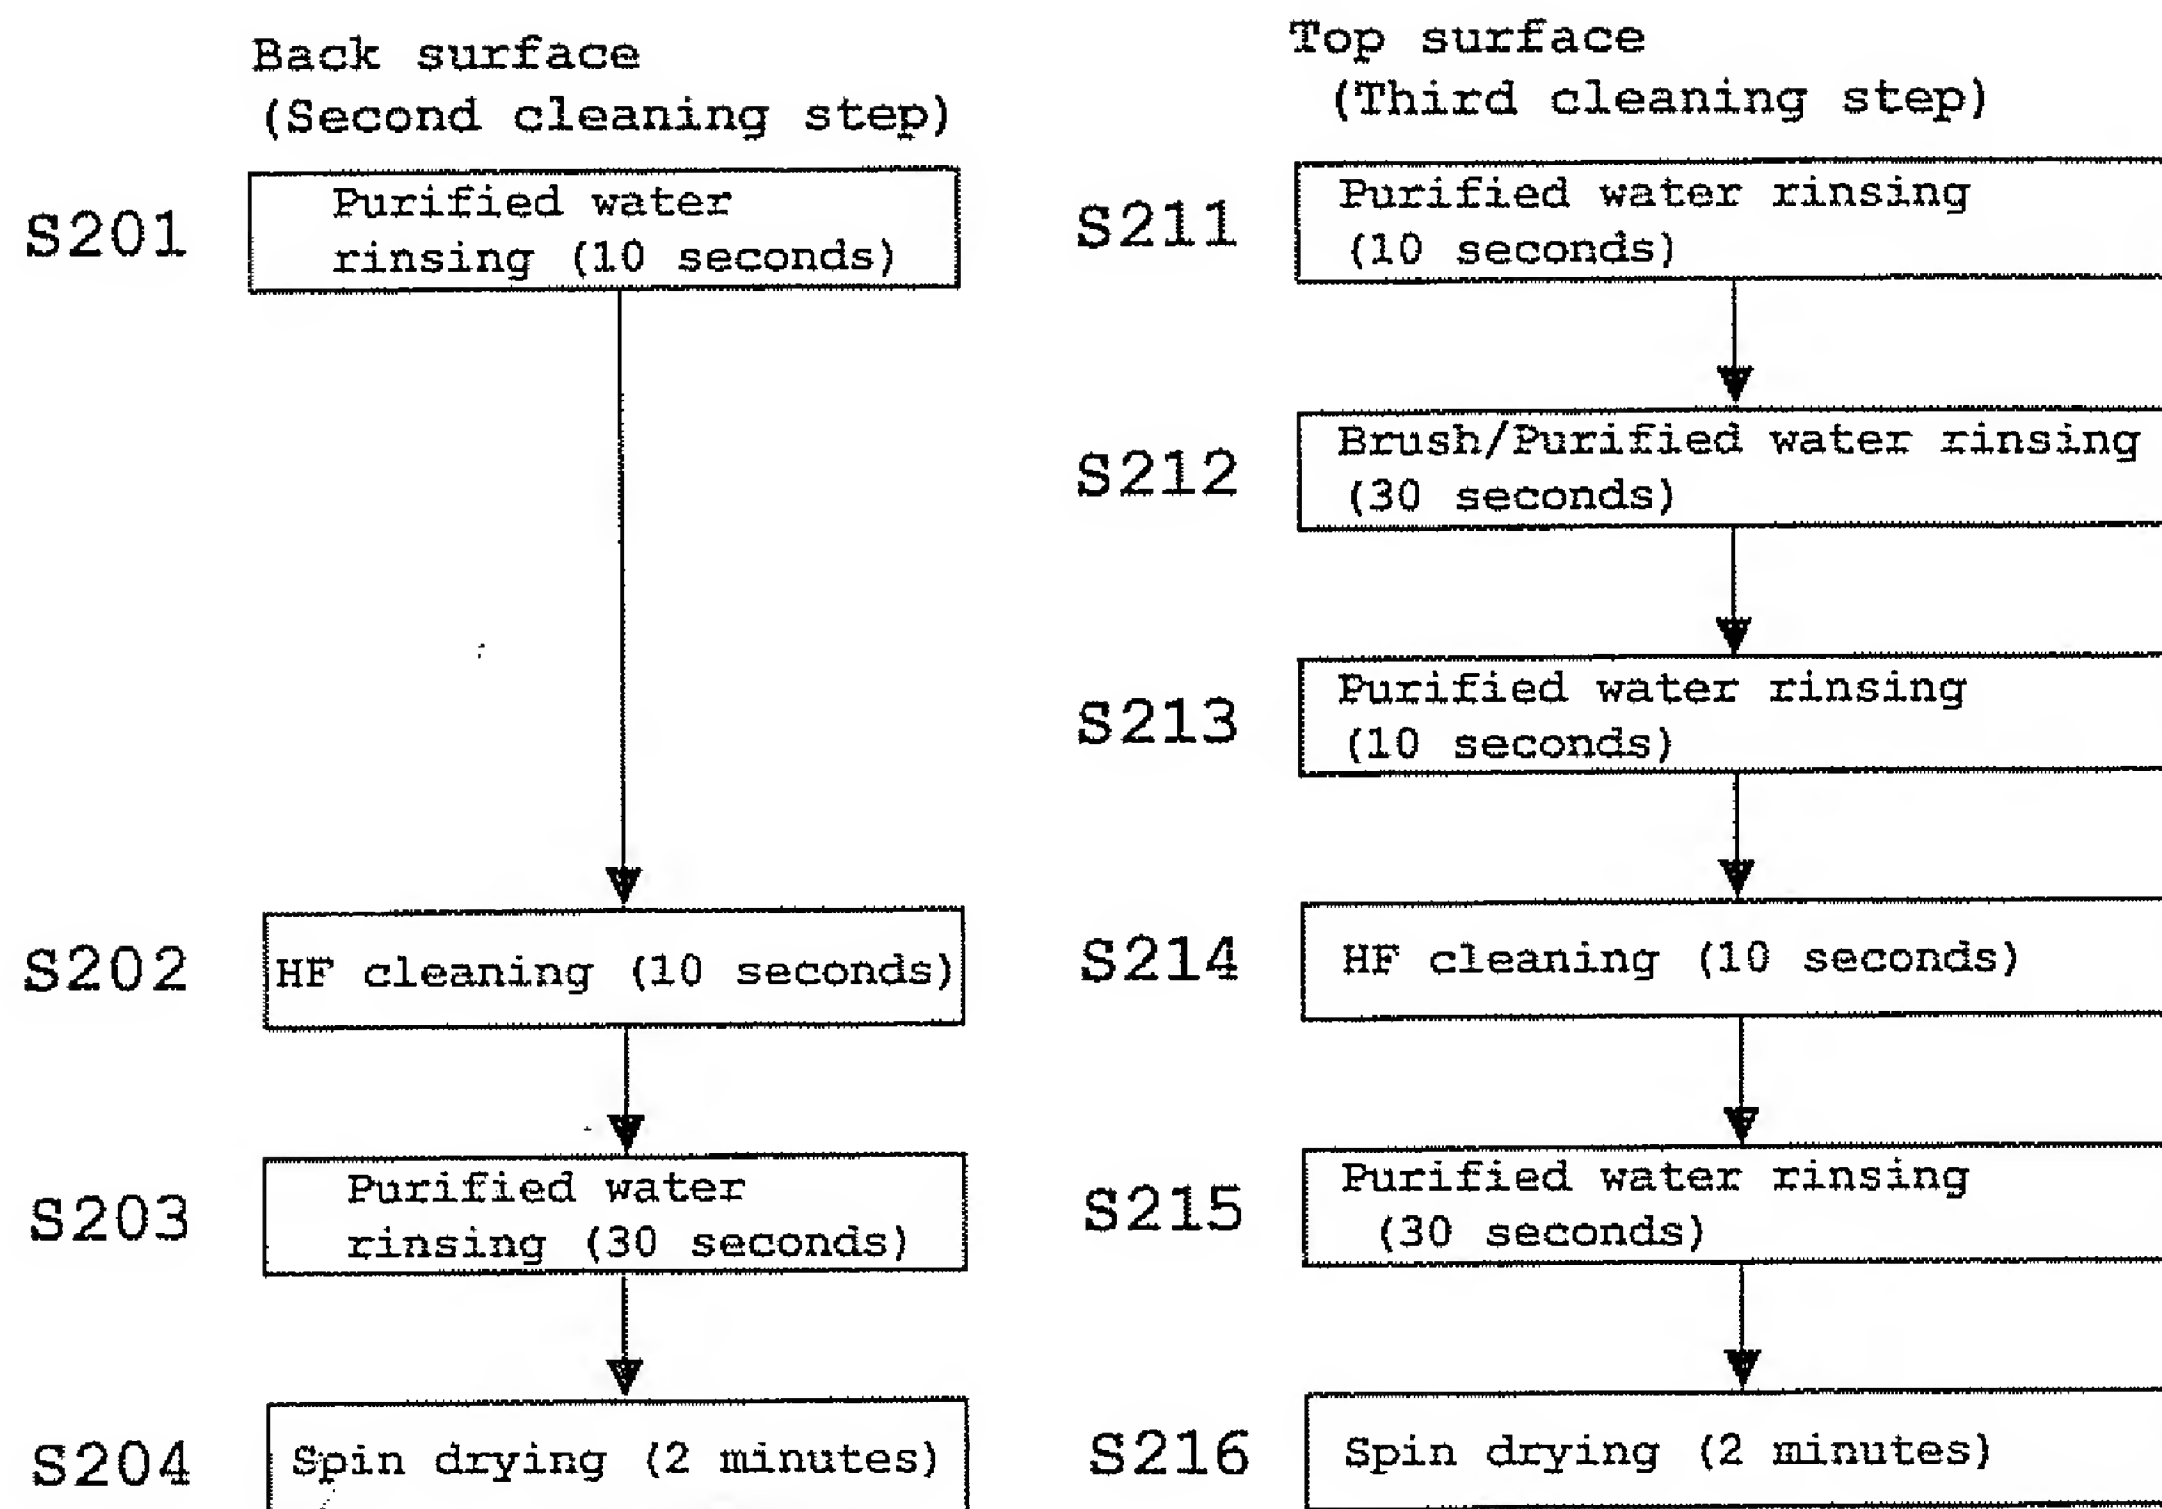 Back surface
(Second cleaning step)
S201
Purified water
rinsing (10 seconds)
S202
HF cleaning (10 seconds)
S203
Purified water
rinsing (30 seconds)
S204
Spin drying (2 minutes)
Top surface
(Third cleaning step)
S211
Purified water rinsing
(10 seconds)
S212
Brush/Purified water rinsing
(30 seconds)
S213
Purified water rinsing
(10 seconds)
S214
HF cleaning (10 seconds)
S215
Purified water rinsing
(30 seconds)
S216
Spin drying (2 minutes)